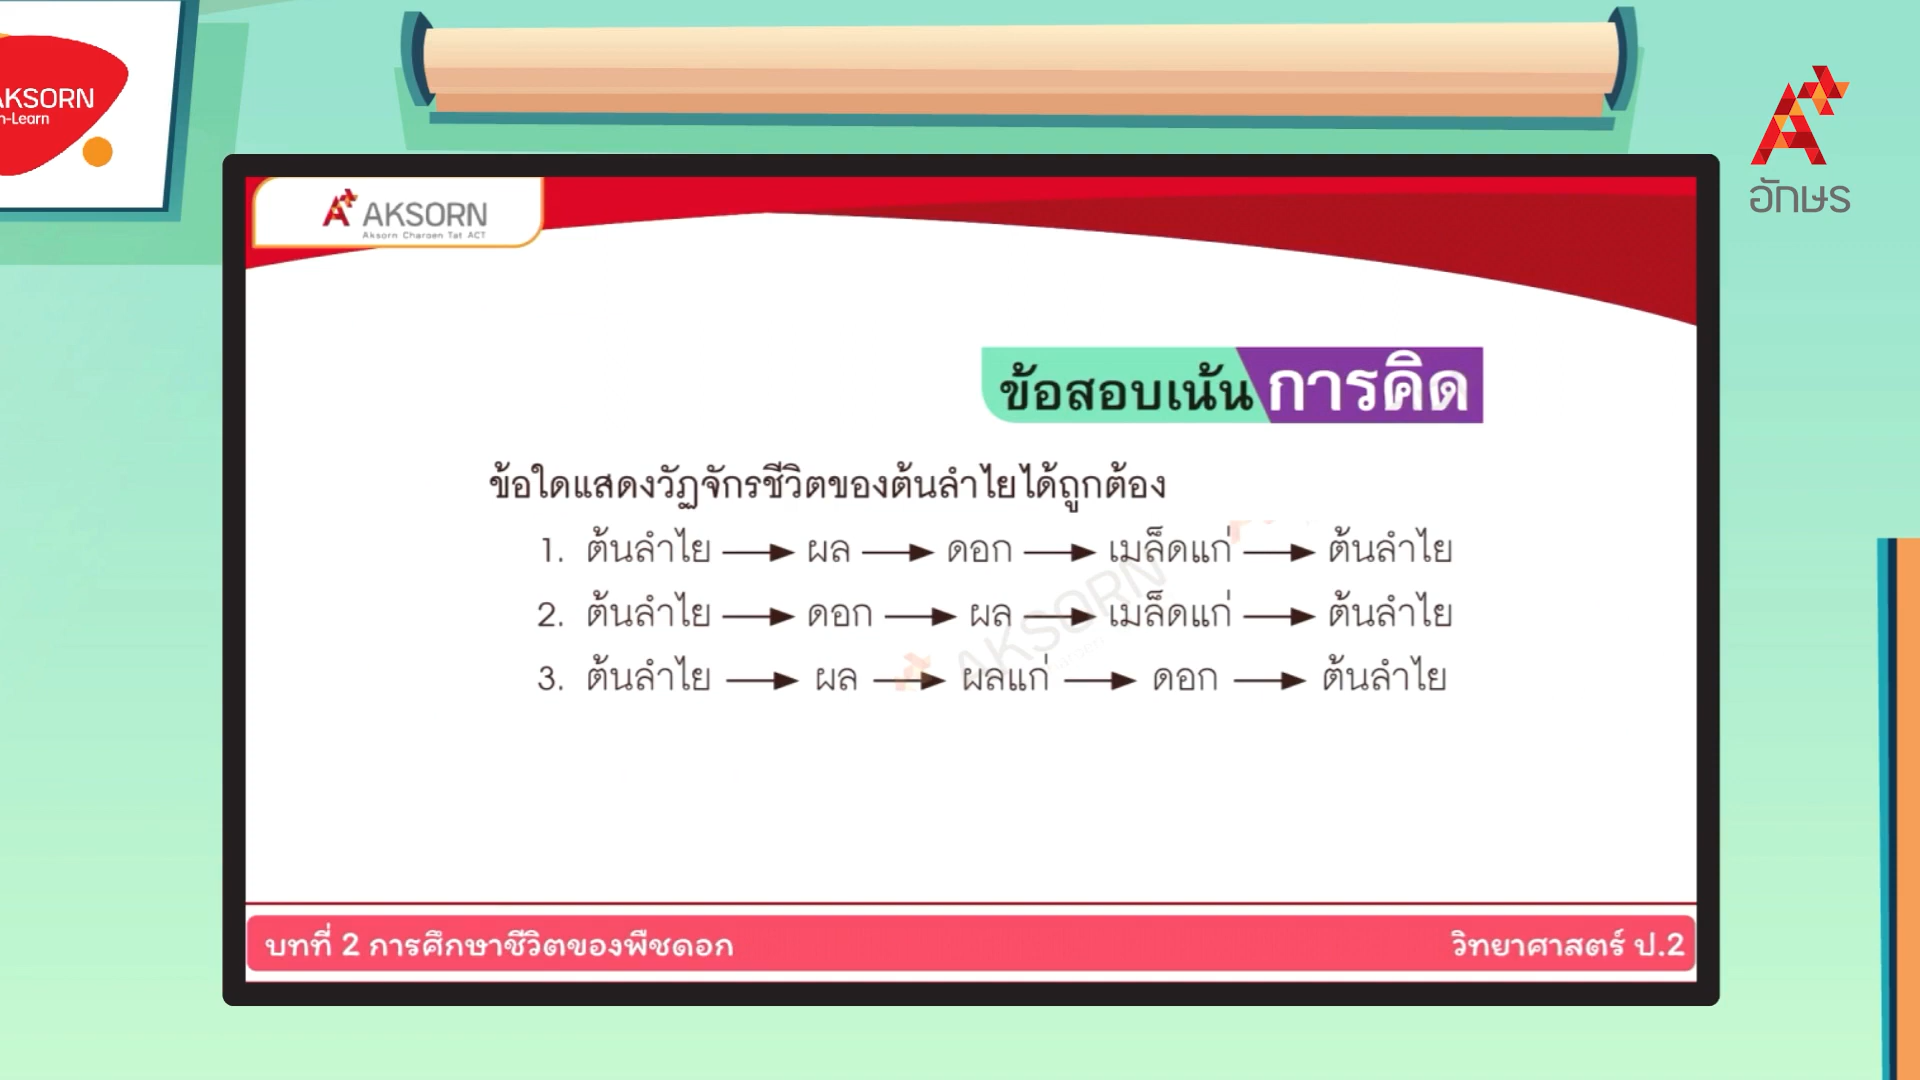 AKSORN
n-Learn
อักษร
AKSORN
Aksorn Charoen Tat ACT
ข้อสอบเน้นการคิด
ข้อใดแสดงวัฏจักรชีวิตของต้นลำไยได้ถูกต้อง
1. ต้นลำไย → ผล → ดอก → เมล็ดแก่ → ต้นลำไย
2. ต้นลำไย → ดอก → ผล → เมล็ดแก่ → ต้นลำไย
3. ต้นลำไย → ผล → ผลแก่ → ดอก → ต้นลำไย
AKSORN
บทที่ 2 การศึกษาชีวิตของพืชดอก
วิทยาศาสตร์ ป.2